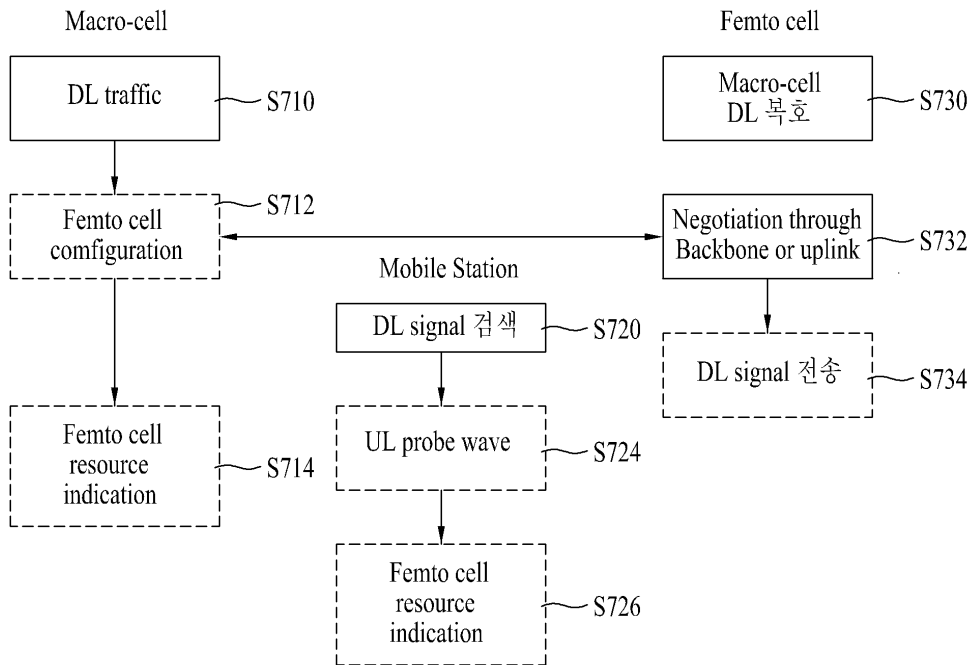 Macro-cell
DL traffic
S710
Femto cell
comfiguration
S712
Femto cell
resource
indication
S714
Mobile Station
DL signal 검색
S720
UL probe wave
S724
Femto cell
resource
indication
S726
Femto cell
Macro-cell
DL 복호
S730
Negotiation through
Backbone or uplink
S732
DL signal 전송
S734